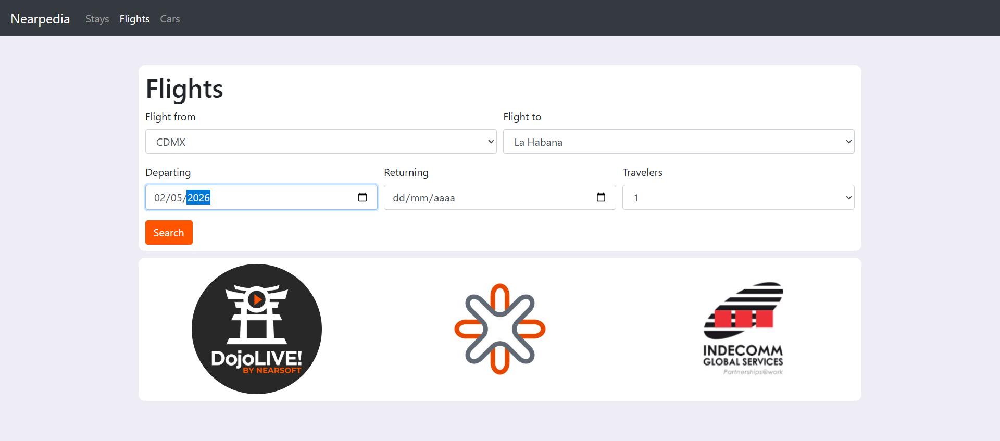 Nearpedia Stays Flights Cars
Flights
Flight from Flight to
CDMX La Habana
Departing Returning Travelers
02/05/2026 dd/mm/aaaa 1
Search
DojoLIVE!
BY NEARSOFT
INDECOMM
GLOBAL SERVICES
Partnerships@work